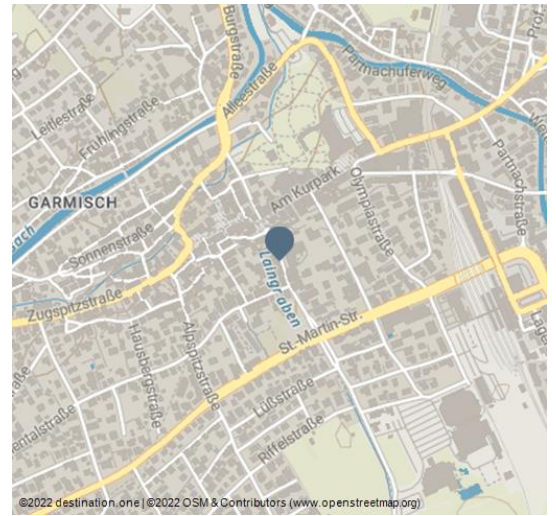 Burgstraße
Partnachuferweg
Leitlestraße
Frühlingstraße
Alleestraße
Partnachstraße
GARMISCH
Am Kurpark
Olympiastraße
Sonnenstraße
Laingraben
Zugspitzstraße
St.-Martin-Str.
Hausbergstraße
Alpspitzstraße
Lüßstraße
Riffelstraße
©2022 destination.one | ©2022 OSM & Contributors (www.openstreetmap.org)